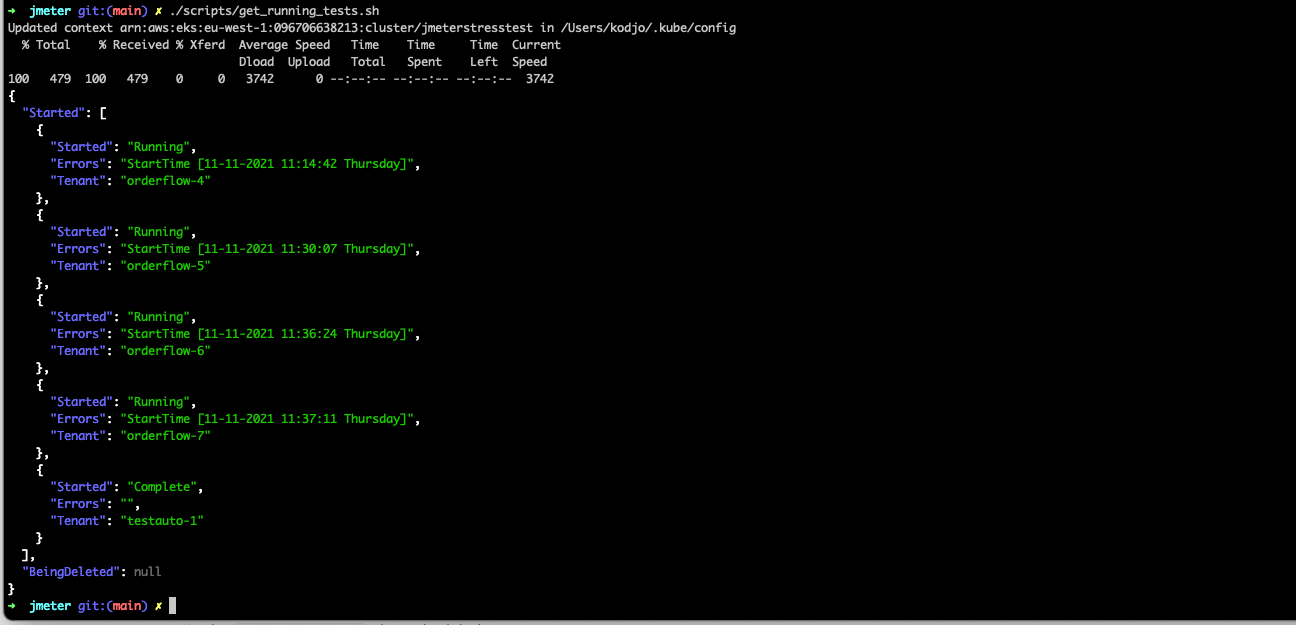 → jmeter git:(main) ✗ ./scripts/get_running_tests.sh
Updated context arn:aws:eks:eu-west-1:096706638213:cluster/jmeterstresstest in /Users/kodjo/.kube/config
  % Total    % Received % Xferd  Average Speed   Time    Time     Time  Current
                                 Dload  Upload   Total   Spent    Left  Speed
100   479  100   479    0     0   3742      0 --:--:-- --:--:-- --:--:--  3742
{
  "Started": [
    {
      "Started": "Running",
      "Errors": "StartTime [11-11-2021 11:14:42 Thursday]",
      "Tenant": "orderflow-4"
    },
    {
      "Started": "Running",
      "Errors": "StartTime [11-11-2021 11:30:07 Thursday]",
      "Tenant": "orderflow-5"
    },
    {
      "Started": "Running",
      "Errors": "StartTime [11-11-2021 11:36:24 Thursday]",
      "Tenant": "orderflow-6"
    },
    {
      "Started": "Running",
      "Errors": "StartTime [11-11-2021 11:37:11 Thursday]",
      "Tenant": "orderflow-7"
    },
    {
      "Started": "Complete",
      "Errors": "",
      "Tenant": "testauto-1"
    }
  ],
  "BeingDeleted": null
}
→ jmeter git:(main) ✗